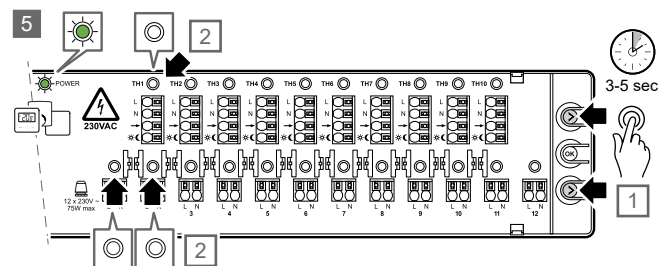 5
2
3-5 sec
POWER
TH1 TH2 TH3 TH4 TH5 TH6 TH7 TH8 TH9 TH10
L L L L L L L L L L
N N N N N N N N N N
230VAC
OK
12 x 230V ~
75W max
L N L N L N L N L N L N L N L N L N L N
3 4 5 6 7 8 9 10 11 12
1
2